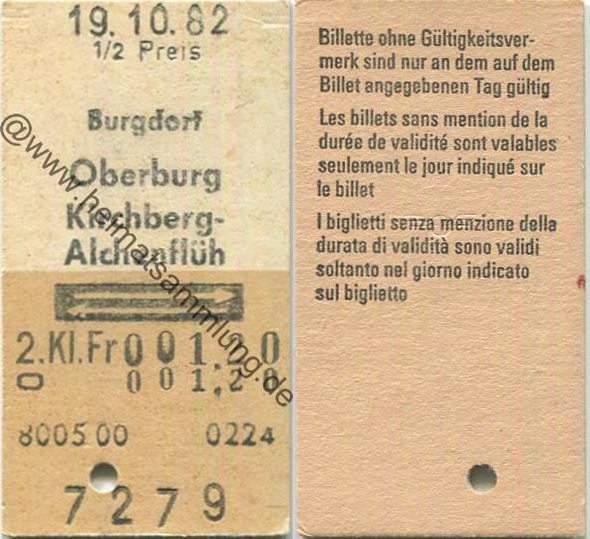 19.10.82
1/2 Preis
Burgdorf
Oberburg
Kirchberg-
Alchenflüh
2.Kl.Fr 001,20
0 001,20
8005 00 0224
7279
@www.heimatsammlung.de
Billette ohne Gültigkeitsver-
merk sind nur an dem auf dem
Billet angegebenen Tag gültig
Les billets sans mention de la
durée de validité sont valables
seulement le jour indiqué sur
le billet
I biglietti senza menzione della
durata di validità sono validi
soltanto nel giorno indicato
sul biglietto